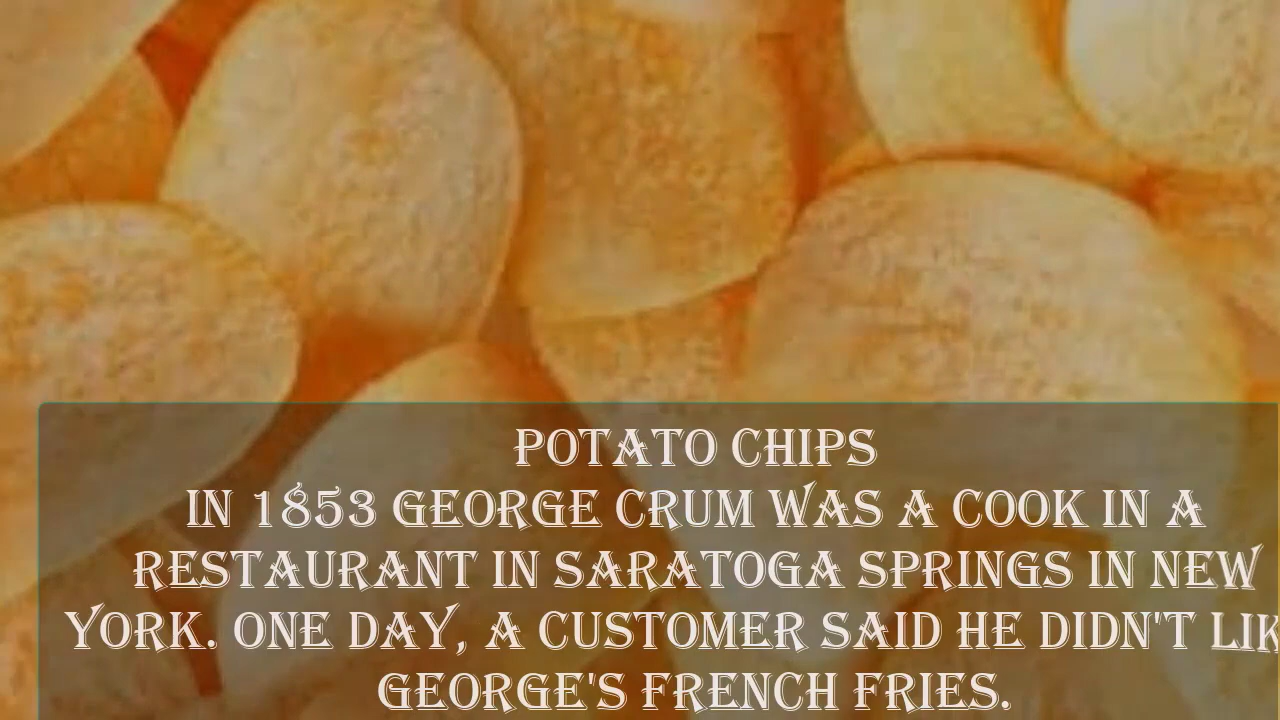 POTATO CHIPS
IN 1853 GEORGE CRUM WAS A COOK IN A
RESTAURANT IN SARATOGA SPRINGS IN NEW
YORK. ONE DAY, A CUSTOMER SAID HE DIDN'T LIK
GEORGE'S FRENCH FRIES.